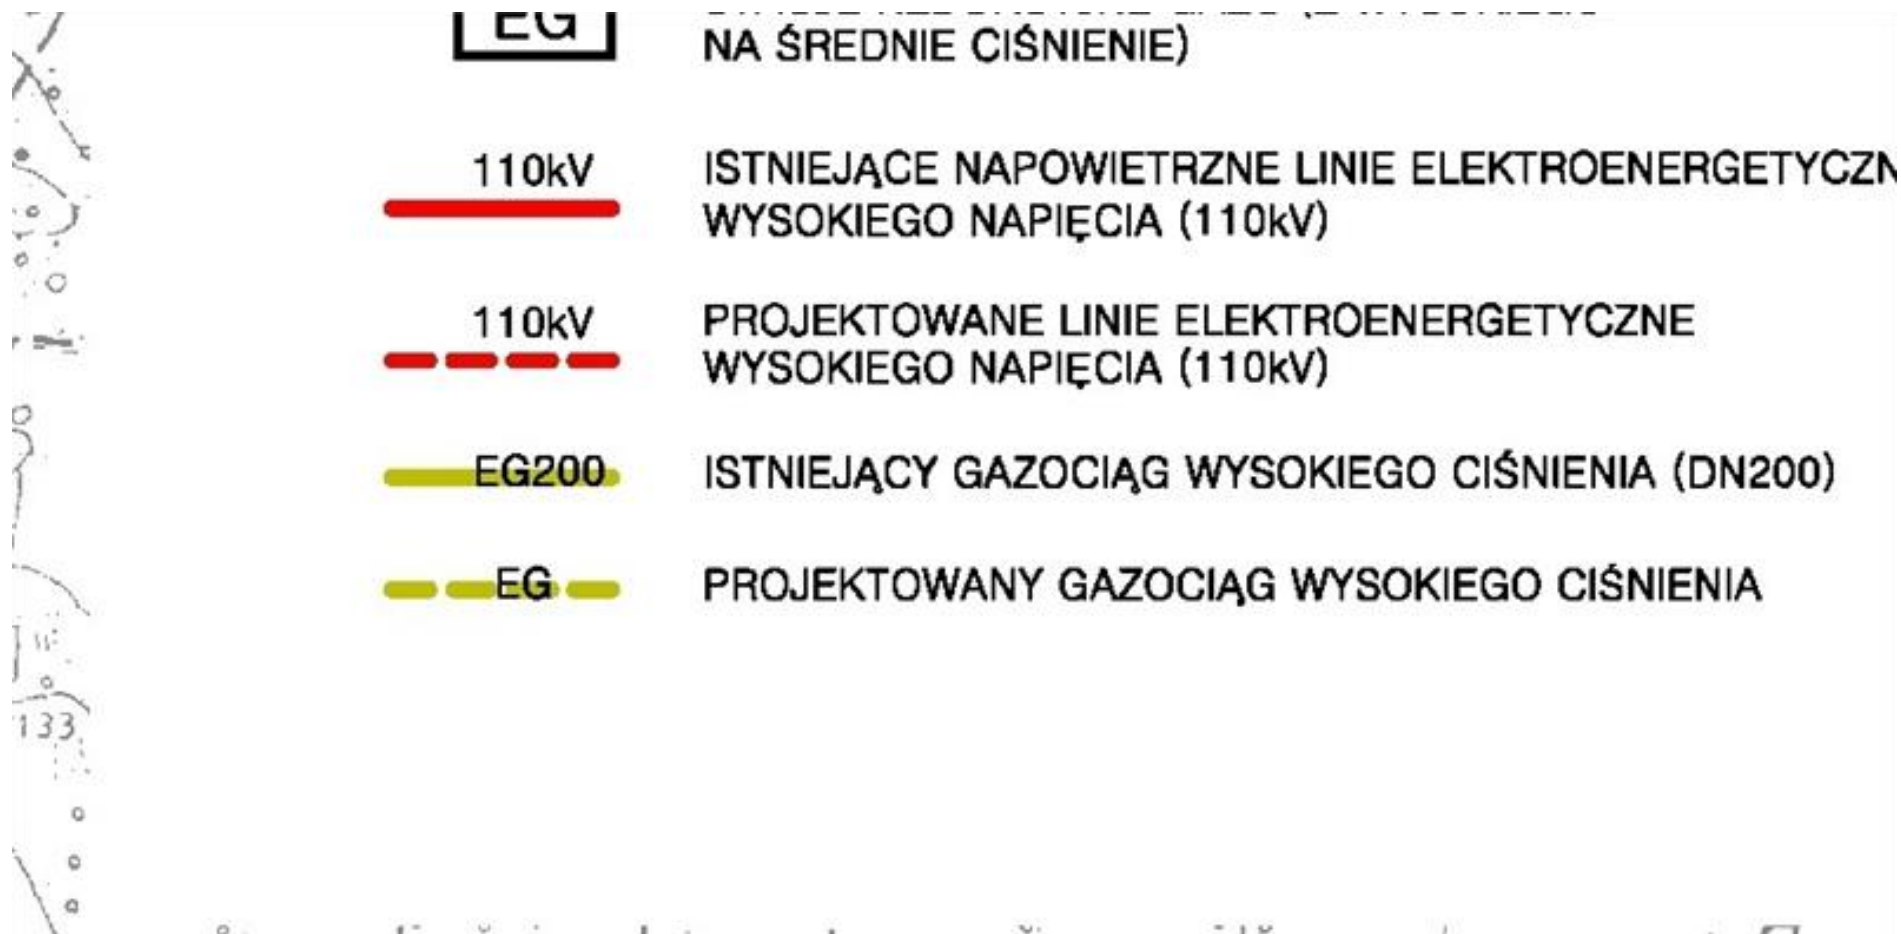 EG
NA ŚREDNIE CIŚNIENIE)
110kV
ISTNIEJĄCE NAPOWIETRZNE LINIE ELEKTROENERGETYCZN
WYSOKIEGO NAPIĘCIA (110kV)
110kV
PROJEKTOWANE LINIE ELEKTROENERGETYCZNE
WYSOKIEGO NAPIĘCIA (110kV)
EG200
ISTNIEJĄCY GAZOCIĄG WYSOKIEGO CIŚNIENIA (DN200)
EG
PROJEKTOWANY GAZOCIĄG WYSOKIEGO CIŚNIENIA
133